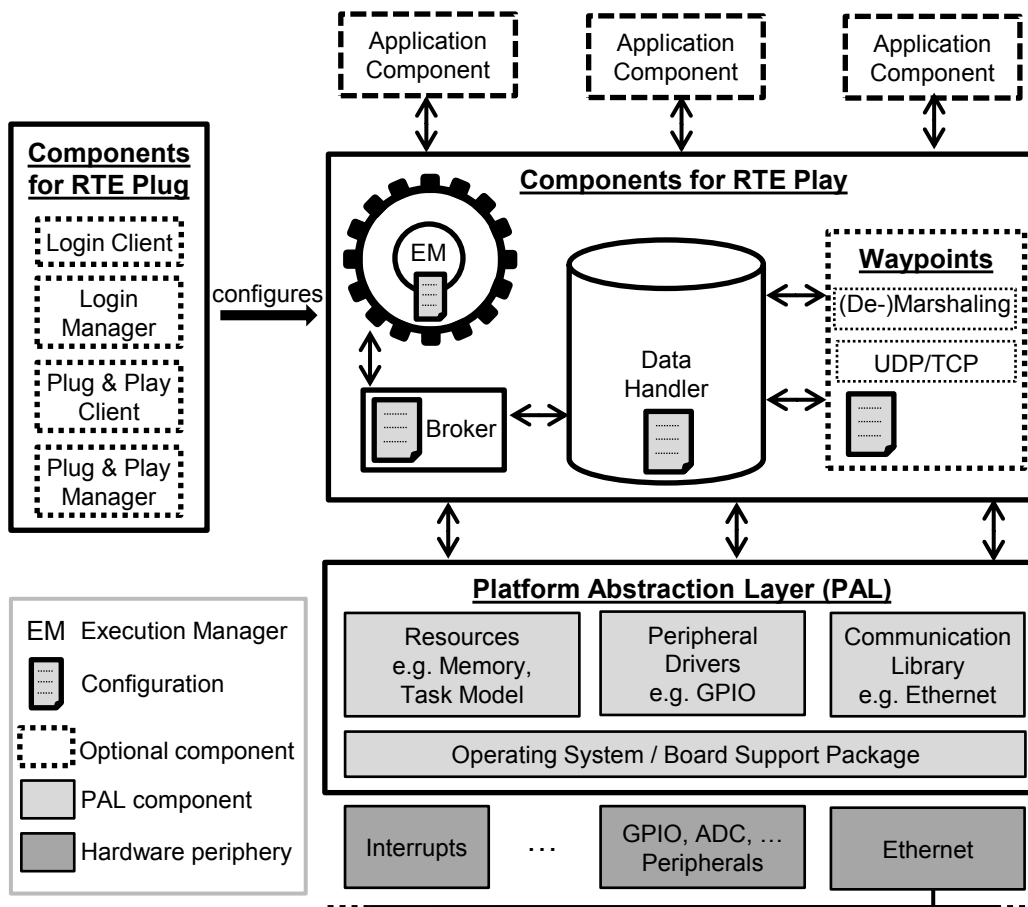 Application
Component
Application
Component
Application
Component
Components
for RTE Plug
Login Client
Login
Manager
Plug & Play
Client
Plug & Play
Manager
configures
Components for RTE Play
EM
Broker
Data
Handler
Waypoints
(De-)Marshaling
UDP/TCP
Platform Abstraction Layer (PAL)
Resources
e.g. Memory,
Task Model
Peripheral
Drivers
e.g. GPIO
Communication
Library
e.g. Ethernet
Operating System / Board Support Package
Interrupts
...
GPIO, ADC, ...
Peripherals
Ethernet
EM Execution Manager
Configuration
Optional component
PAL component
Hardware periphery